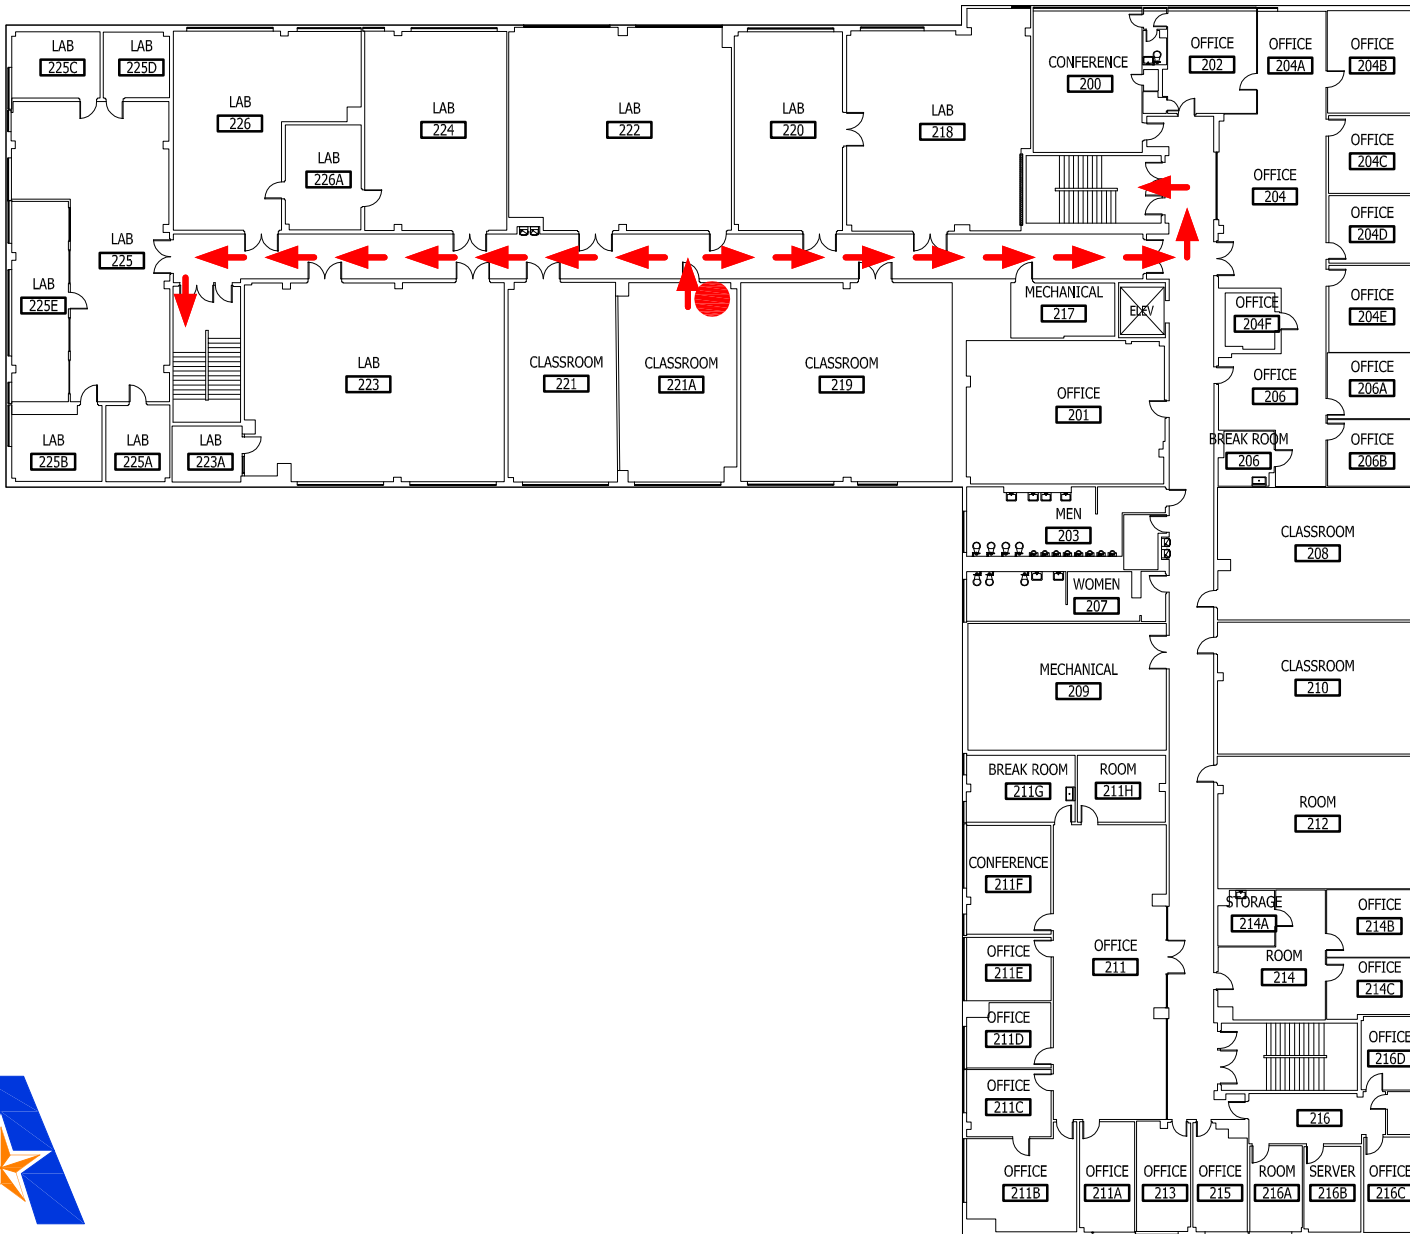 LAB
225C
LAB
225D
LAB
226
LAB
226A
LAB
224
LAB
222
LAB
220
LAB
218
CONFERENCE
200
OFFICE
202
OFFICE
204A
OFFICE
204B
OFFICE
204C
OFFICE
204
OFFICE
204D
OFFICE
204E
OFFICE
204F
LAB
225
LAB
225E
LAB
225B
LAB
225A
LAB
223A
LAB
223
CLASSROOM
221
CLASSROOM
221A
CLASSROOM
219
MECHANICAL
217
ELEV
OFFICE
201
OFFICE
206
OFFICE
206A
BREAK ROOM
206
OFFICE
206B
MEN
203
WOMEN
207
CLASSROOM
208
MECHANICAL
209
CLASSROOM
210
BREAK ROOM
211G
ROOM
211H
ROOM
212
CONFERENCE
211F
OFFICE
211E
OFFICE
211
OFFICE
211D
OFFICE
211C
STORAGE
214A
OFFICE
214B
ROOM
214
OFFICE
214C
OFFICE
216D
216
OFFICE
211B
OFFICE
211A
OFFICE
213
OFFICE
215
ROOM
216A
SERVER
216B
OFFICE
216C